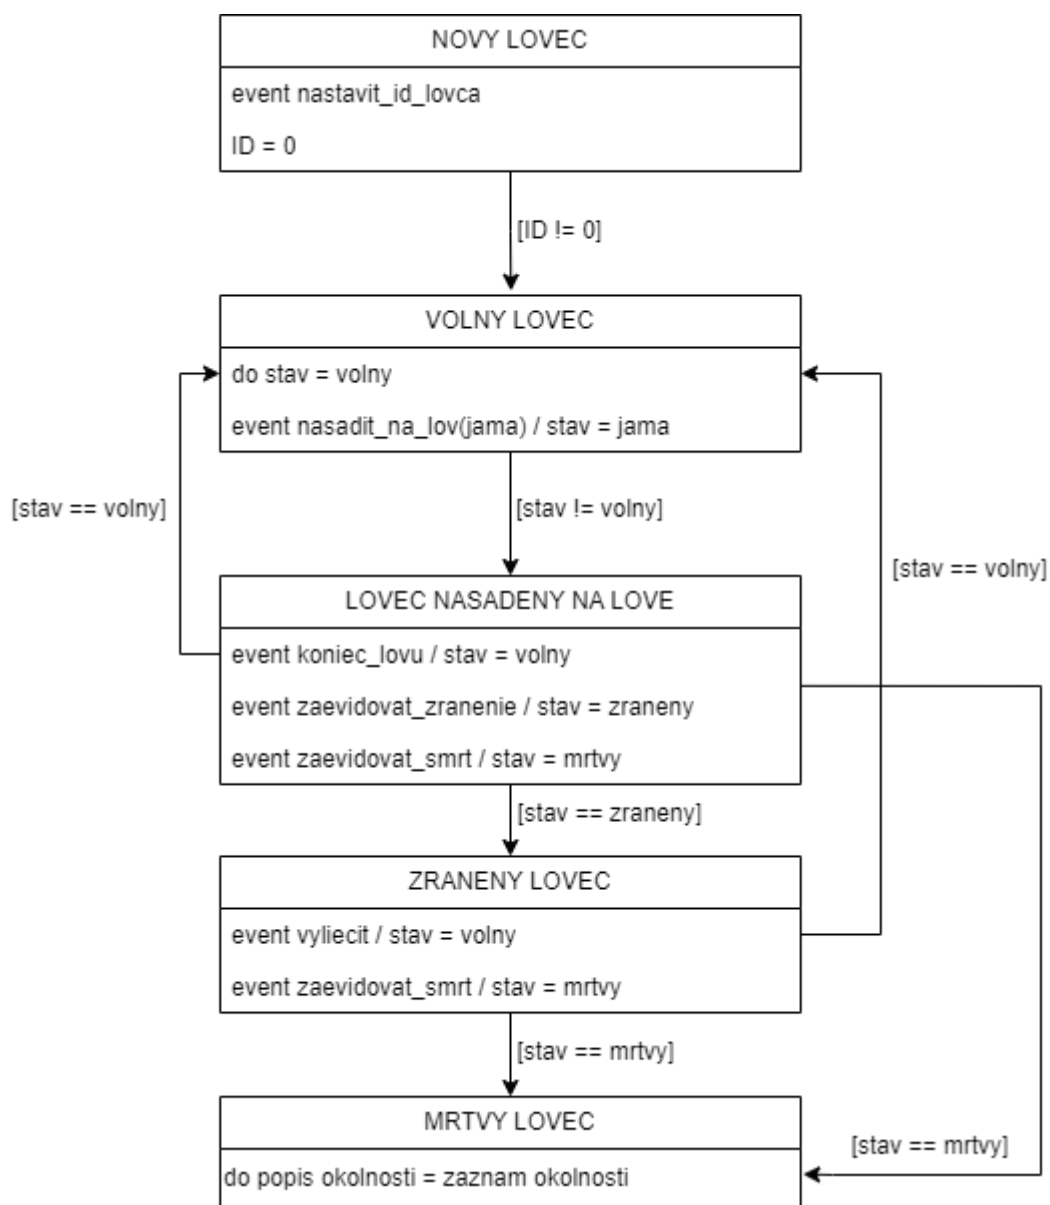 NOVY LOVEC
event nastavit_id_lovca
ID = 0
[ID != 0]
VOLNY LOVEC
do stav = volny
event nasadit_na_lov(jama) / stav = jama
[stav == volny]
[stav != volny]
[stav == volny]
LOVEC NASADENY NA LOVE
event koniec_lovu / stav = volny
event zaevidovat_zranenie / stav = zraneny
event zaevidovat_smrt / stav = mrtvy
[stav == zraneny]
ZRANENY LOVEC
event vyliecit / stav = volny
event zaevidovat_smrt / stav = mrtvy
[stav == mrtvy]
MRTVY LOVEC
[stav == mrtvy]
do popis okolnosti = zaznam okolnosti